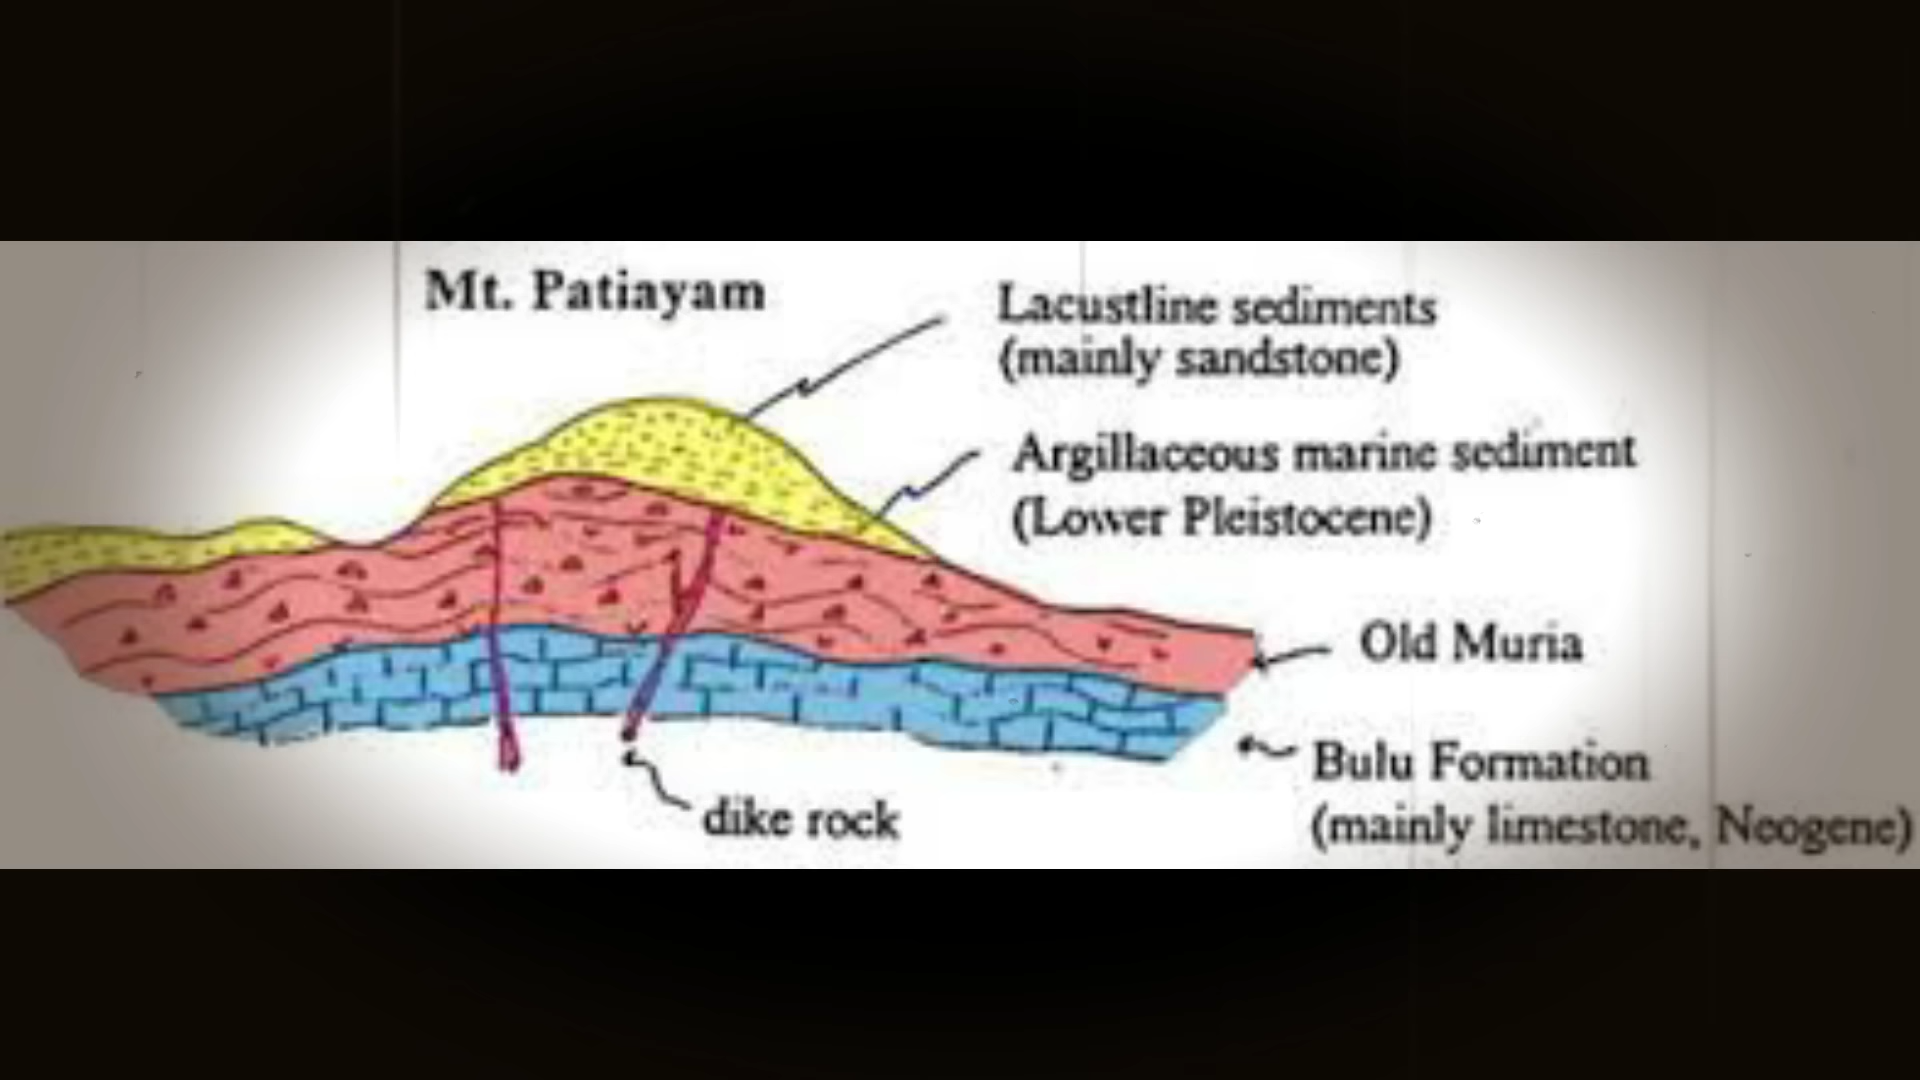 Mt. Patiayam
Lacustline sediments
(mainly sandstone)
Argillaceous marine sediment
(Lower Pleistocene)
Old Muria
Bulu Formation
(mainly limestone, Neogene)
dike rock